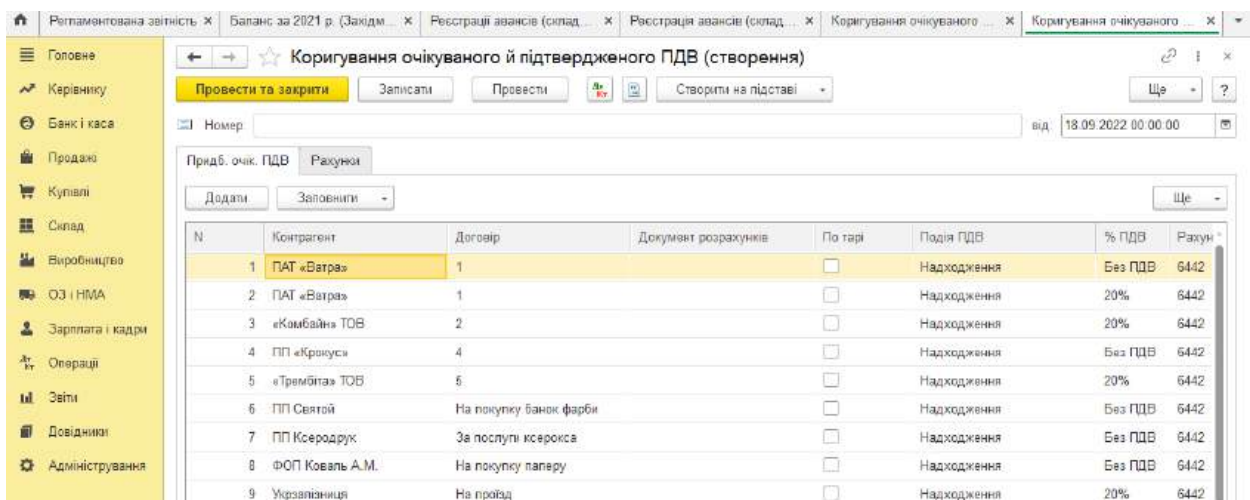 Регламентована звітність × Баланс за 2021 р. (Західм... × Реєстрації авансів (склад... × Реєстрація авансів (склад... × Коригування очікуваного ... × Коригування очікуваного ... ×
Коригування очікуваного й підтвердженого ПДВ (створення)
Провести та закрити Записати Провести Дт Кт Створити на підставі Ще ?
Номер від 18.09.2022 00:00:00
Придб. очік. ПДВ Рахунки
Додати Заповнити Ще
N Контрагент Договір Документ розрахунків По тарі Подія ПДВ % ПДВ Рахун
1 ПАТ «Ватра» 1 Надходження Без ПДВ 6442
2 ПАТ «Ватра» 1 Надходження 20% 6442
3 «Комбайн» ТОВ 2 Надходження 20% 6442
4 ПП «Крокус» 4 Надходження Без ПДВ 6442
5 «Трембіта» ТОВ 5 Надходження 20% 6442
6 ПП Святой На покупку банок фарби Надходження Без ПДВ 6442
7 ПП Ксеродрук За послуги ксерокса Надходження Без ПДВ 6442
8 ФОП Коваль А.М. На покупку паперу Надходження Без ПДВ 6442
9 Укрзалізниця На проїзд Надходження 20% 6442
Головне
Керівнику
Банк і каса
Продажі
Купівлі
Склад
Виробництво
ОЗ і НМА
Зарплата і кадри
Дт Кт Операції
Звіти
Довідники
Адміністрування